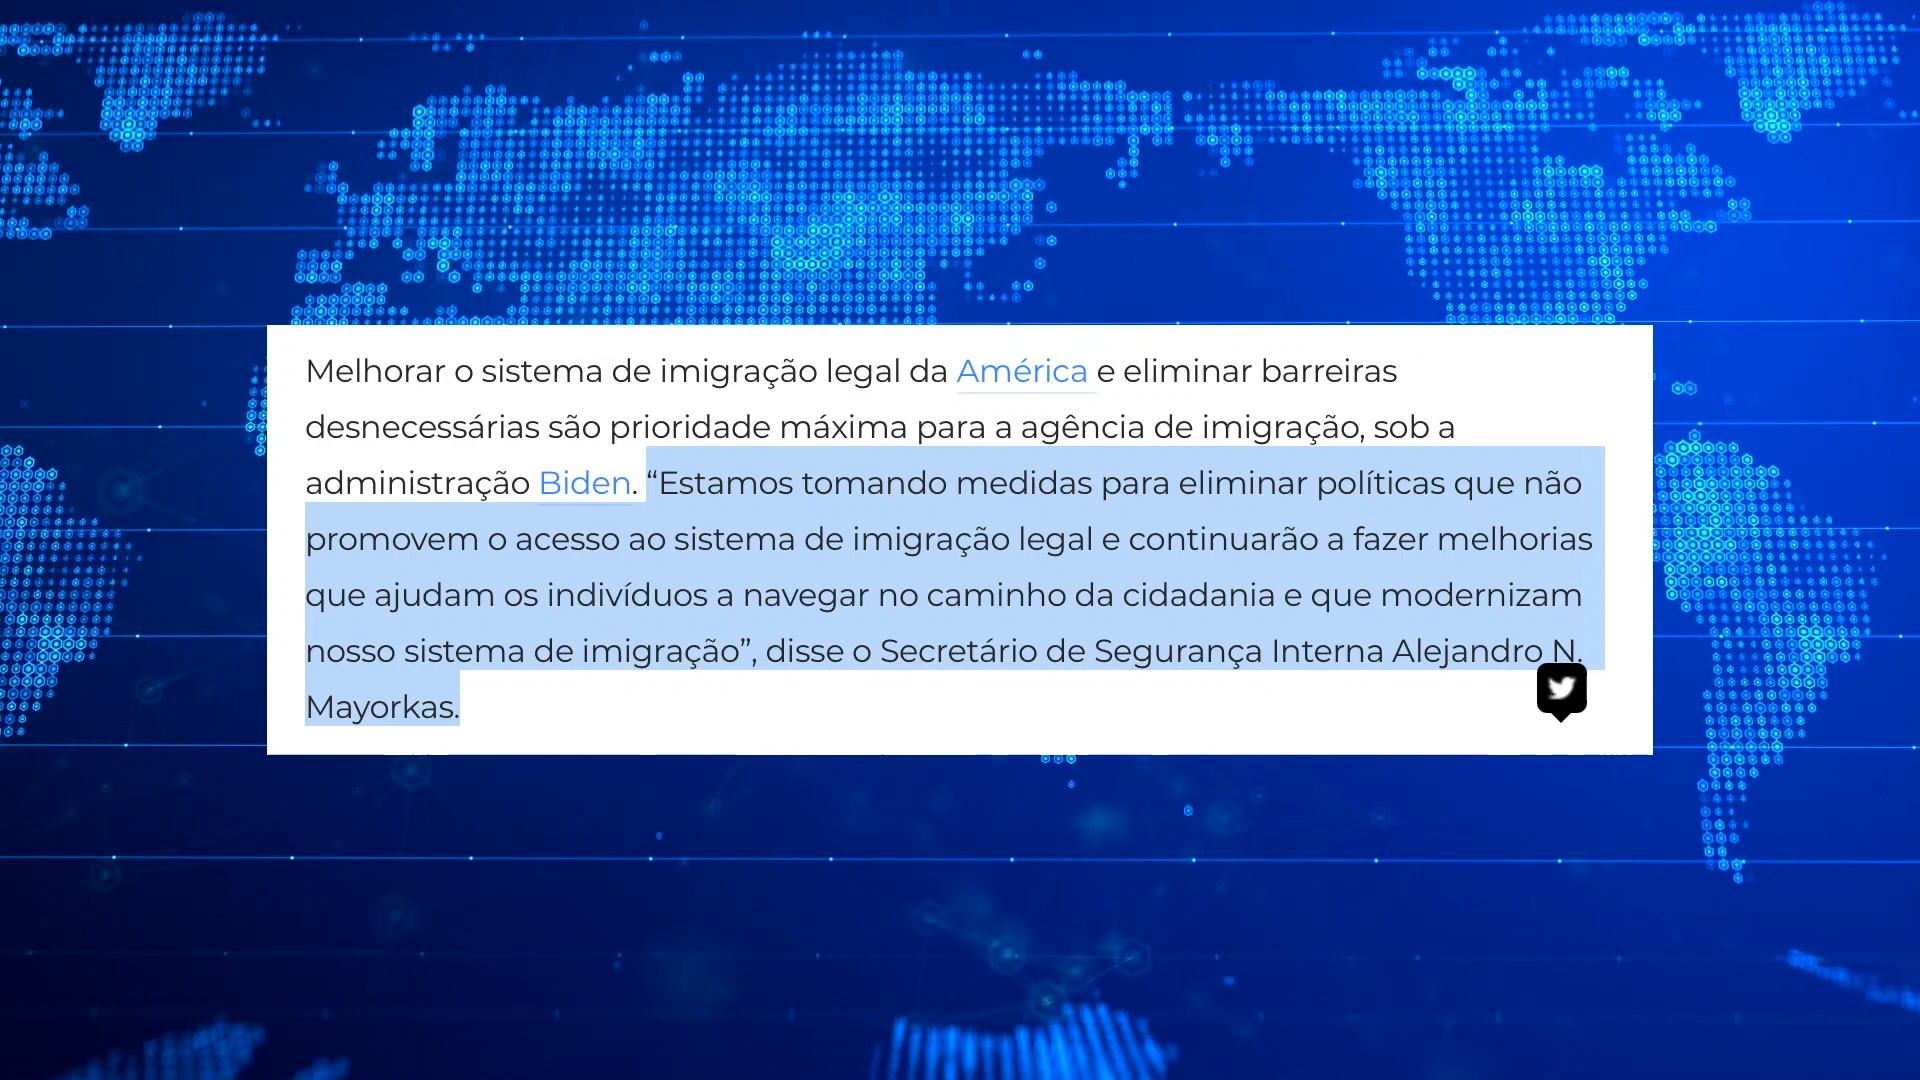 Melhorar o sistema de imigração legal da América e eliminar barreiras
desnecessárias são prioridade máxima para a agência de imigração, sob a
administração Biden. “Estamos tomando medidas para eliminar políticas que não
promovem o acesso ao sistema de imigração legal e continuarão a fazer melhorias
que ajudam os indivíduos a navegar no caminho da cidadania e que modernizam
nosso sistema de imigração”, disse o Secretário de Segurança Interna Alejandro N.
Mayorkas.